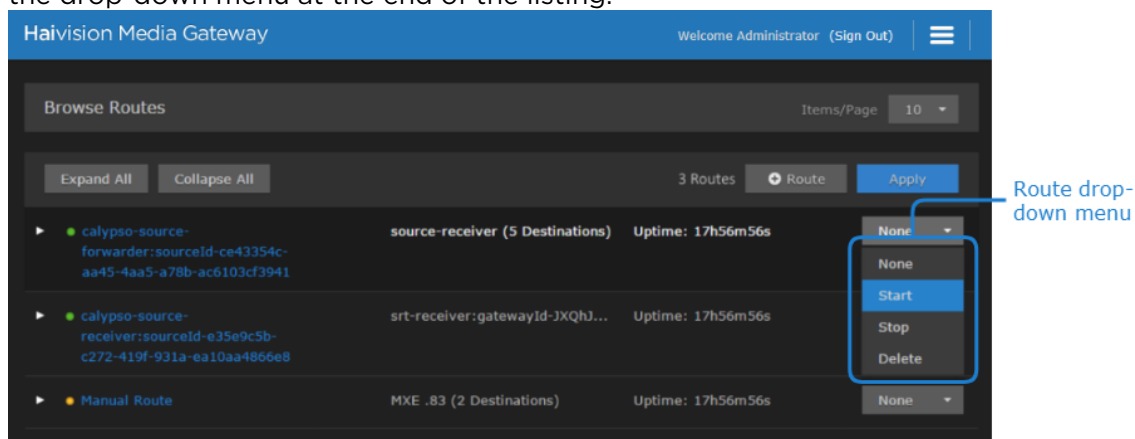 the drop-down menu at the end of the listing.
Haivision Media Gateway
Welcome Administrator (Sign Out)
Browse Routes
Items/Page 10
Expand All Collapse All 3 Routes Route Apply
Route drop-
down menu
calypso-source-
forwarder:sourceId-ce43354c-
aa45-4aa5-a78b-ac6103cf3941
source-receiver (5 Destinations) Uptime: 17h56m56s None
None
Start
Stop
Delete
calypso-source-
receiver:sourceId-e35e9c5b-
c272-419f-931a-ea10aa4866e8
srt-receiver:gatewayId-JXQhJ... Uptime: 17h56m56s
Manual Route MXE .83 (2 Destinations) Uptime: 17h56m56s None